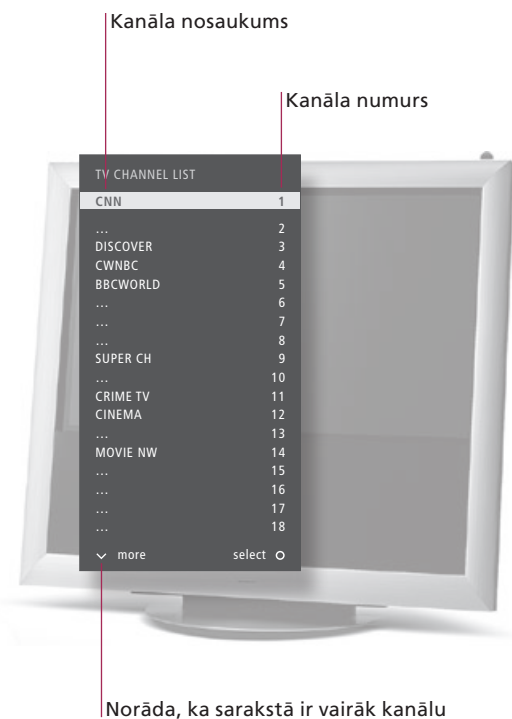 Kanāla nosaukums
Kanāla numurs
TV CHANNEL LIST
CNN 1
... 2
DISCOVER 3
CWNBC 4
BBCWORLD 5
... 6
... 7
... 8
SUPER CH 9
... 10
CRIME TV 11
CINEMA 12
... 13
MOVIE NW 14
... 15
... 16
... 17
... 18
more select
Norāda, ka sarakstā ir vairāk kanālu